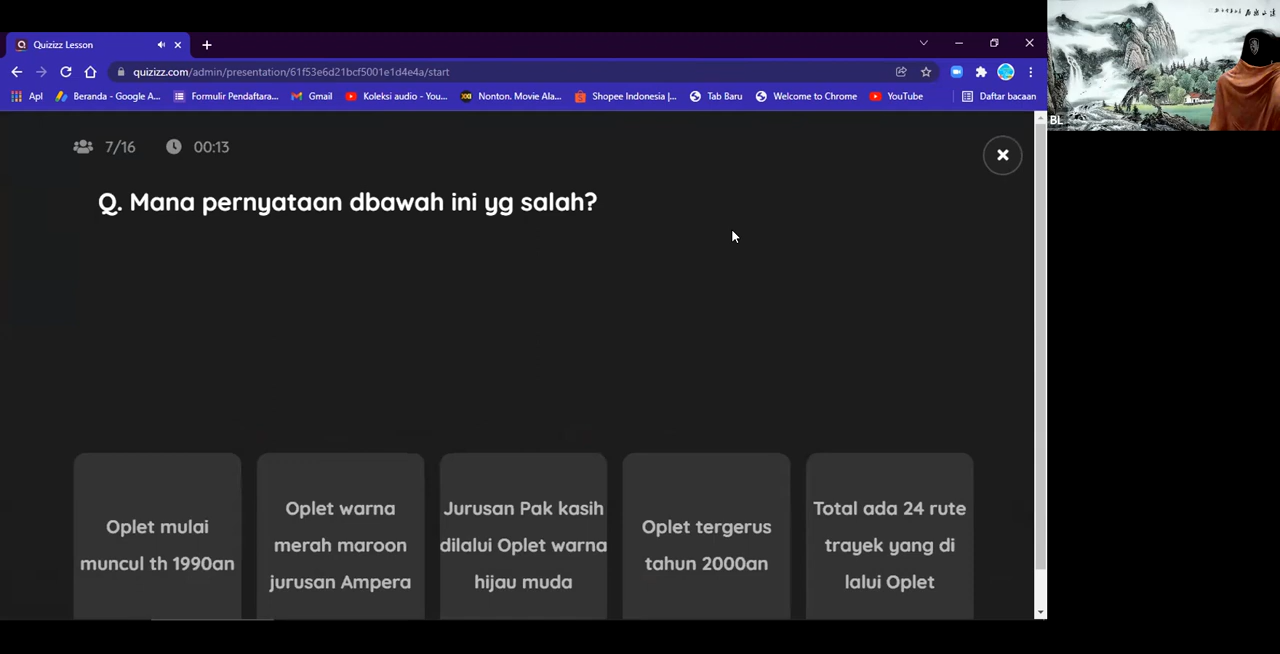 Quizizz Lesson
quizizz.com/admin/presentation/61f53e6d21bcf5001e1d4e4a/start
Apl
Beranda - Google A...
Formulir Pendaftara...
Gmail
Koleksi audio - You...
Nonton. Movie Ala...
Shopee Indonesia |...
Tab Baru
Welcome to Chrome
YouTube
Daftar bacaan
BL
7/16
00:13
Q. Mana pernyataan dbawah ini yg salah?
Oplet mulai
muncul th 1990an
Oplet warna
merah maroon
jurusan Ampera
Jurusan Pak kasih
dilalui Oplet warna
hijau muda
Oplet tergerus
tahun 2000an
Total ada 24 rute
trayek yang di
lalui Oplet